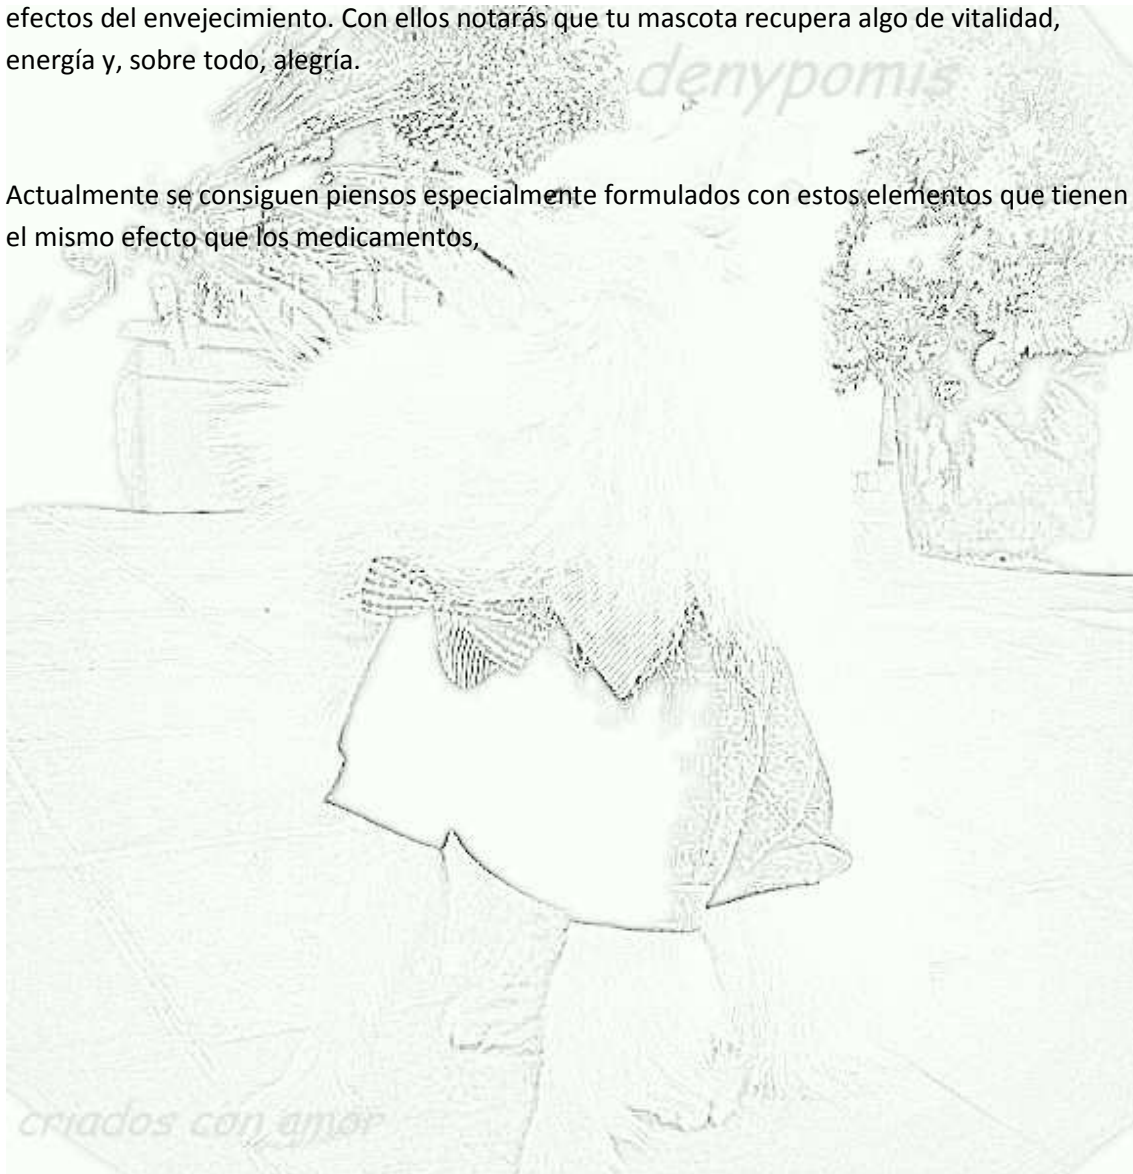 efectos del envejecimiento. Con ellos notarás que tu mascota recupera algo de vitalidad,
energía y, sobre todo, alegría.
denypomis
Actualmente se consiguen piensos especialmente formulados con estos elementos que tienen
el mismo efecto que los medicamentos,
criados con amor